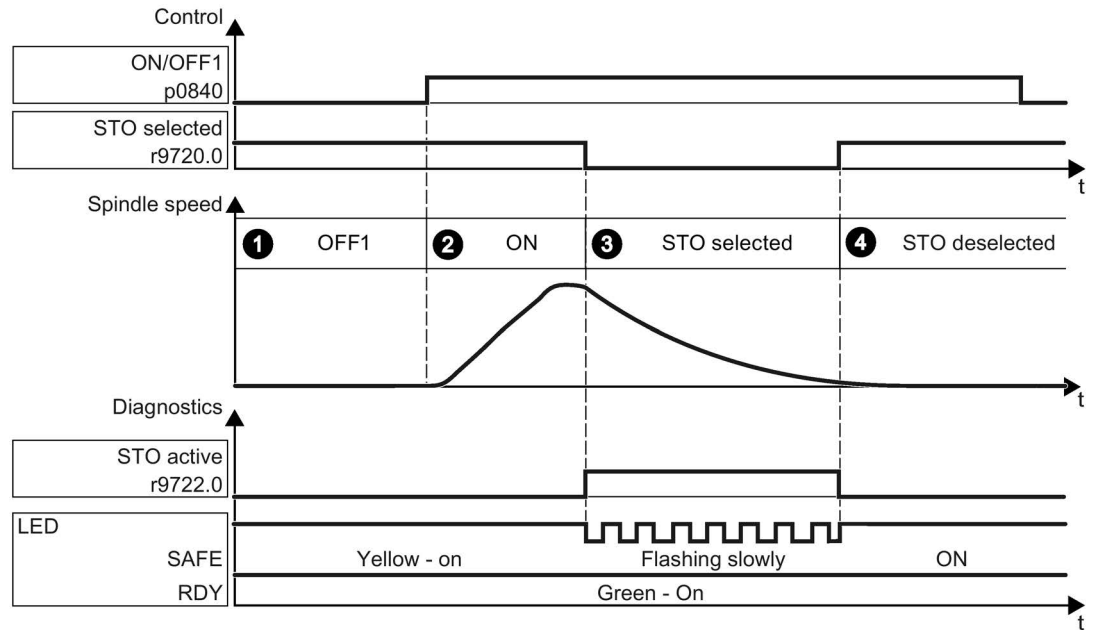 Control
ON/OFF1
p0840
STO selected
r9720.0
t
Spindle speed
1 OFF1 2 ON 3 STO selected 4 STO deselected
t
Diagnostics
STO active
r9722.0
LED
SAFE Yellow - on Flashing slowly ON
RDY Green - On
t